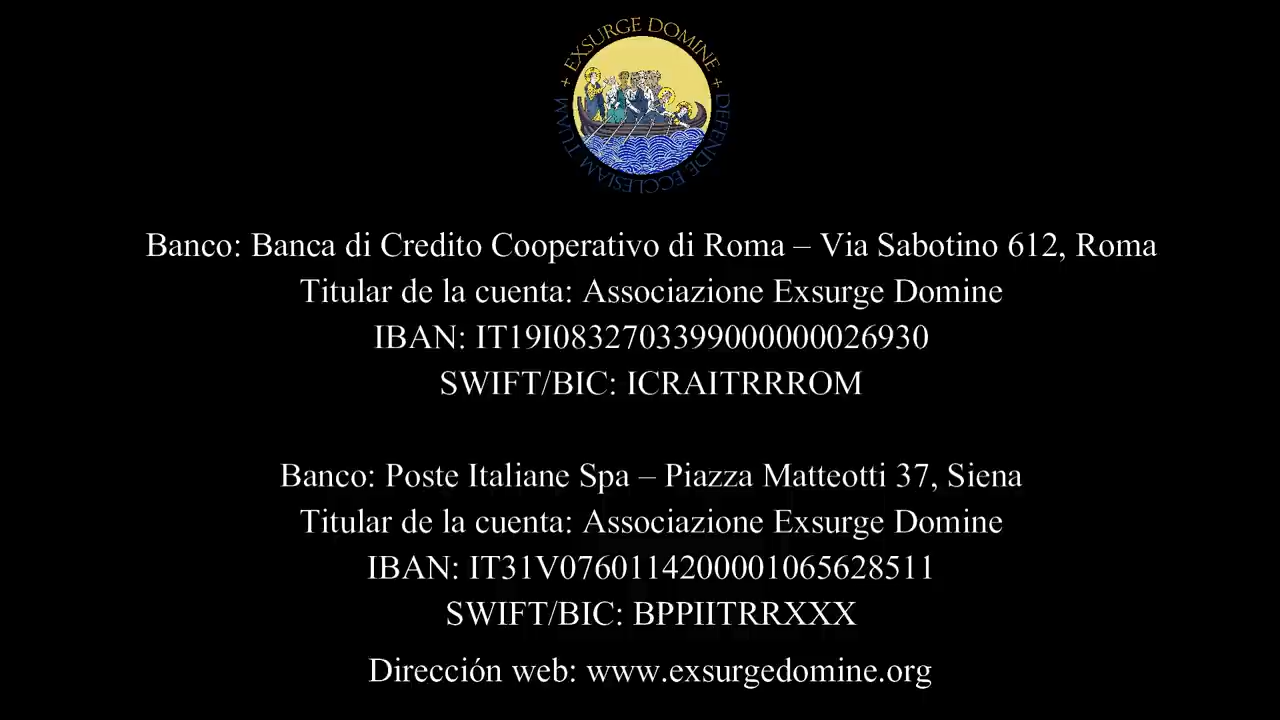 + EXSURGE DOMINE +
DEFENDE ECCLESIAM TUAM
Banco: Banca di Credito Cooperativo di Roma – Via Sabotino 612, Roma
Titular de la cuenta: Associazione Exsurge Domine
IBAN: IT19I0832703399000000026930
SWIFT/BIC: ICRAITRRROM
Banco: Poste Italiane Spa – Piazza Matteotti 37, Siena
Titular de la cuenta: Associazione Exsurge Domine
IBAN: IT31V0760114200001065628511
SWIFT/BIC: BPPIITRRXXX
Dirección web: www.exsurgedomine.org